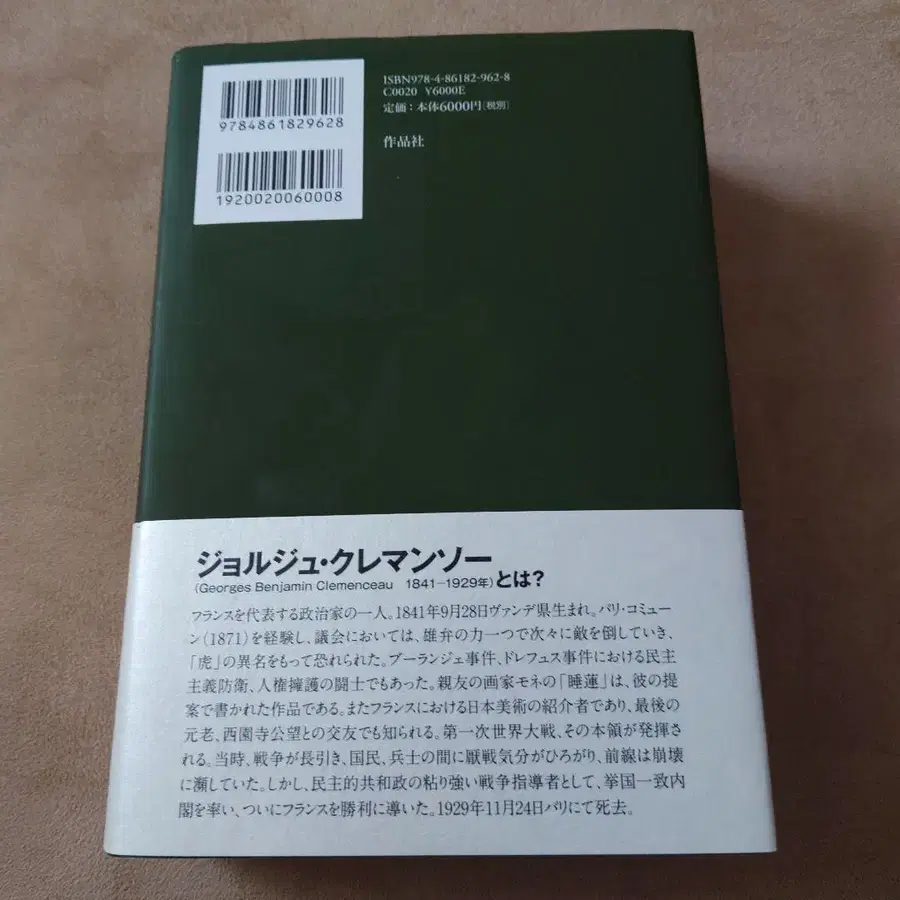 9784861829628
1920020060008
ISBN978-4-86182-962-8
C0020 Y6000E
定価：本体6000円［税別］
作品社
ジョルジュ・クレマンソー
(Georges Benjamin Clemenceau 1841–1929年)とは?
フランスを代表する政治家の一人。1841年9月28日ヴァンデ県生まれ。パリ・コミュー
ン（1871）を経験し、議会においては、雄弁の力一つで次々に敵を倒していき、
「虎」の異名をもって恐れられた。ブーランジェ事件、ドレフュス事件における民主
主義防衛、人権擁護の闘士でもあった。親友の画家モネの「睡蓮」は、彼の提
案で書かれた作品である。またフランスにおける日本美術の紹介者であり、最後の
元老、西園寺公望との交友でも知られる。第一次世界大戦、その本領が発揮さ
れる。当時、戦争が長引き、国民、兵士の間に厭戦気分がひろがり、前線は崩壊
に瀕していた。しかし、民主的共和政の粘り強い戦争指導者として、挙国一致内
閣を率い、ついにフランスを勝利に導いた。1929年11月24日パリにて死去。